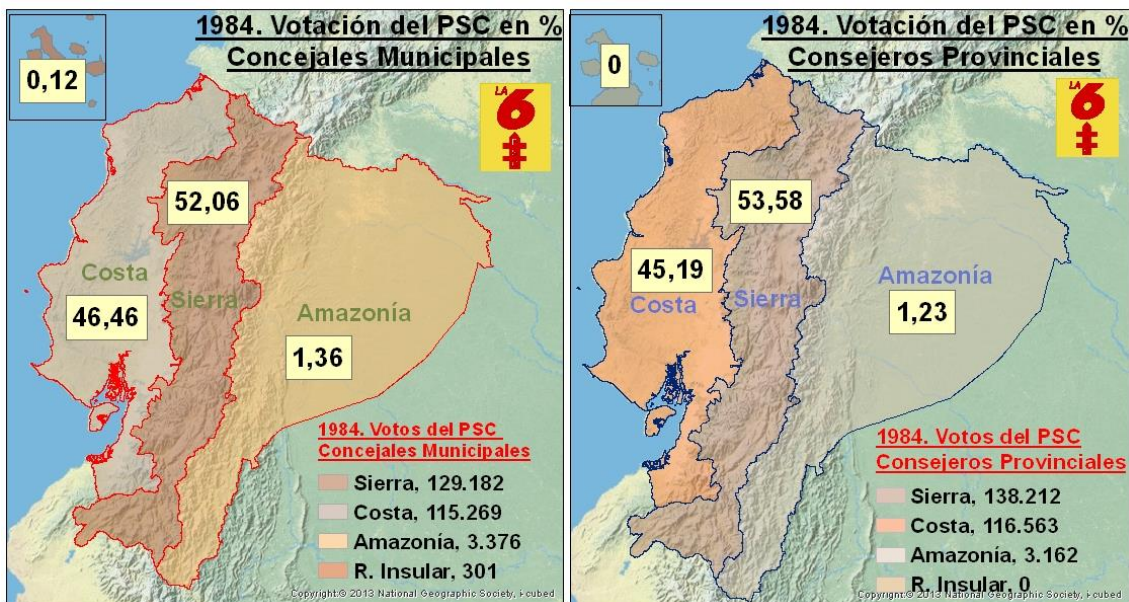 1984. Votación del PSC en %
Concejales Municipales
0,12
LA
6
52,06
Costa
Sierra
46,46
Amazonía
1,36
1984. Votos del PSC
Concejales Municipales
Sierra, 129.182
Costa, 115.269
Amazonía, 3.376
R. Insular, 301
Copyright:© 2013 National Geographic Society, i-cubed
1984. Votación del PSC en %
Consejeros Provinciales
0
LA
6
53,58
45,19
Costa
Sierra
Amazonía
1,23
1984. Votos del PSC
Consejeros Provinciales
Sierra, 138.212
Costa, 116.563
Amazonía, 3.162
R. Insular, 0
Copyright:© 2013 National Geographic Society, i-cubed